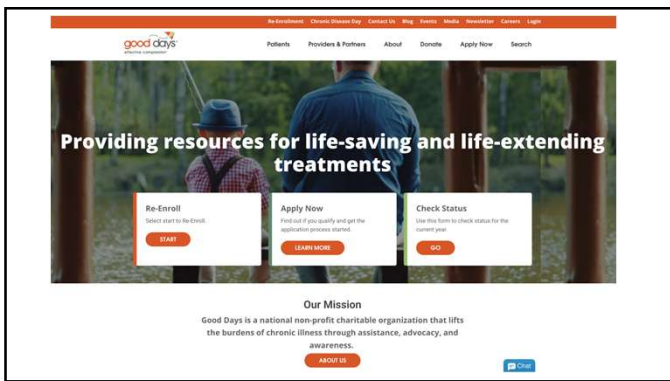 Re-Enrollment Chronic Disease Day Contact Us Blog Events Media Newsletter Careers Login
good days
effective compassion
Patients Providers & Partners About Donate Apply Now Search
Providing resources for life-saving and life-extending
treatments
Re-Enroll
Select start to Re-Enroll.
START
Apply Now
Find out if you qualify and get the
application process started.
LEARN MORE
Check Status
Use this form to check status for the
current year
GO
Our Mission
Good Days is a national non-profit charitable organization that lifts
the burdens of chronic illness through assistance, advocacy, and
awareness.
ABOUT US
Chat